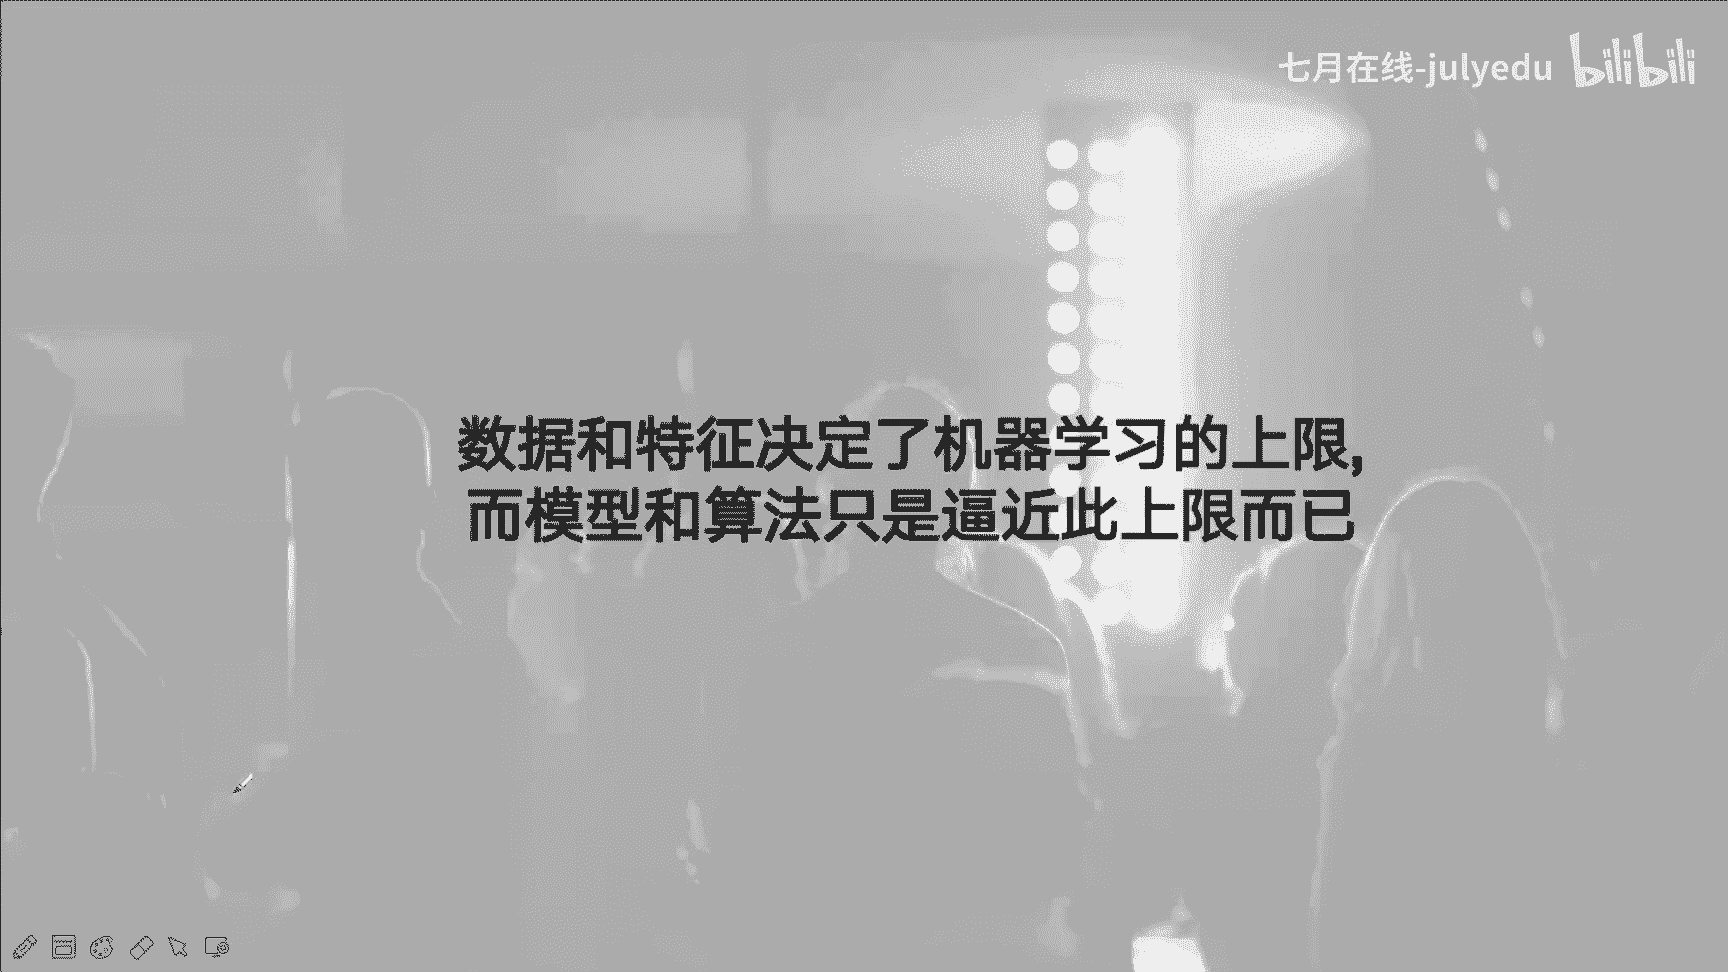 七月在线-julyedu bilibili
数据和特征决定了机器学习的上限,
而模型和算法只是逼近此上限而已